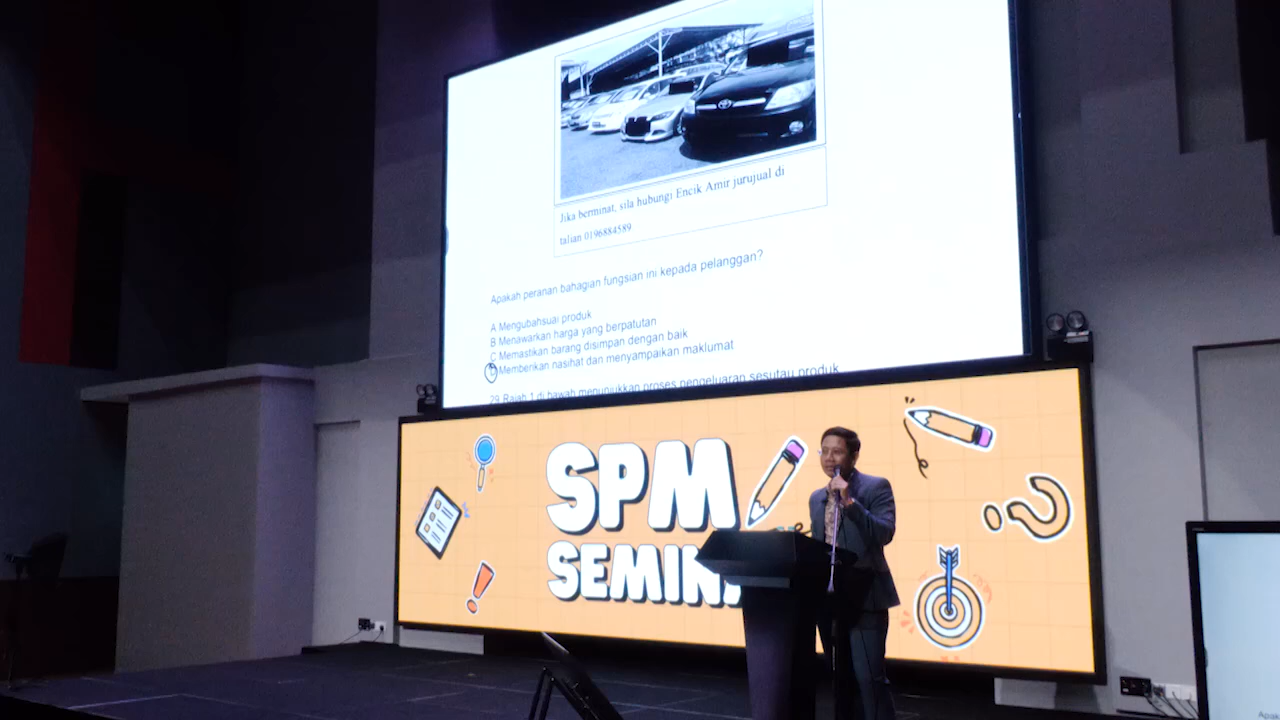 Jika berminat, sila hubungi Encik Amir jurujual di
talian 0196884589
Apakah peranan bahagian fungsian ini kepada pelanggan?
A Mengubahsuai produk
B Menawarkan harga yang berpatutan
C Memastikan barang disimpan dengan baik
D Memberikan nasihat dan menyampaikan maklumat
29 Rajah 1 di bawah menunjukkan proses pengeluaran sesutau produk
SPM
SEMIN